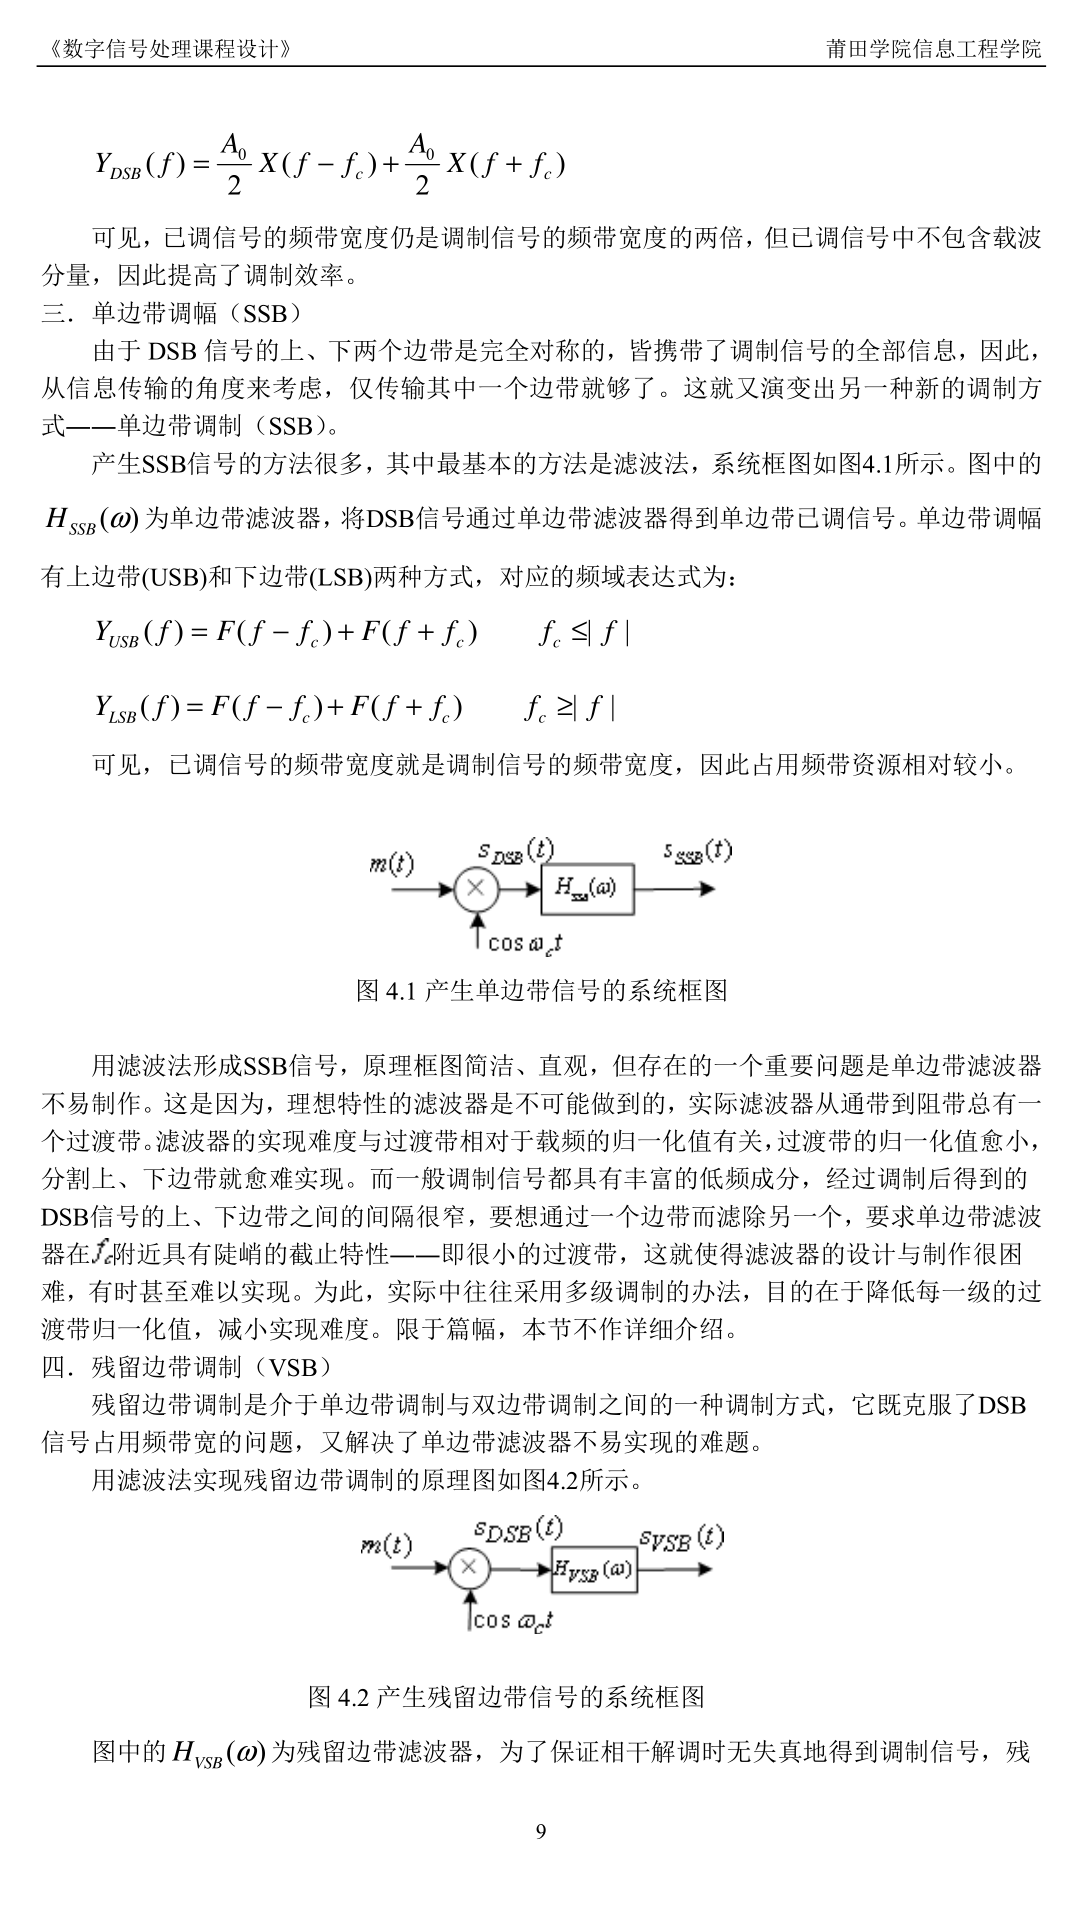 《数字信号处理课程设计》 莆田学院信息工程学院
Y_{DSB}(f) = \frac{A_0}{2} X(f − f_c) + \frac{A_0}{2} X(f + f_c)
可见，已调信号的频带宽度仍是调制信号的频带宽度的两倍，但已调信号中不包含载波
分量，因此提高了调制效率。
三．单边带调幅（SSB）
由于 DSB 信号的上、下两个边带是完全对称的，皆携带了调制信号的全部信息，因此，
从信息传输的角度来考虑，仅传输其中一个边带就够了。这就又演变出另一种新的调制方
式——单边带调制（SSB）。
产生SSB信号的方法很多，其中最基本的方法是滤波法，系统框图如图4.1所示。图中的
H_{SSB}(ω)为单边带滤波器，将DSB信号通过单边带滤波器得到单边带已调信号。单边带调幅
有上边带(USB)和下边带(LSB)两种方式，对应的频域表达式为：
Y_{USB}(f) = F(f − f_c) + F(f + f_c) f_c ≤| f |
Y_{LSB}(f) = F(f − f_c) + F(f + f_c) f_c ≥| f |
可见，已调信号的频带宽度就是调制信号的频带宽度，因此占用频带资源相对较小。
m(t) s_{DSB}(t) s_{SSB}(t)
× H_{SSB}(ω)
cos ω_c t
图 4.1 产生单边带信号的系统框图
用滤波法形成SSB信号，原理框图简洁、直观，但存在的一个重要问题是单边带滤波器
不易制作。这是因为，理想特性的滤波器是不可能做到的，实际滤波器从通带到阻带总有一
个过渡带。滤波器的实现难度与过渡带相对于载频的归一化值有关，过渡带的归一化值愈小，
分割上、下边带就愈难实现。而一般调制信号都具有丰富的低频成分，经过调制后得到的
DSB信号的上、下边带之间的间隔很窄，要想通过一个边带而滤除另一个，要求单边带滤波
器在f_c附近具有陡峭的截止特性——即很小的过渡带，这就使得滤波器的设计与制作很困
难，有时甚至难以实现。为此，实际中往往采用多级调制的办法，目的在于降低每一级的过
渡带归一化值，减小实现难度。限于篇幅，本节不作详细介绍。
四．残留边带调制（VSB）
残留边带调制是介于单边带调制与双边带调制之间的一种调制方式，它既克服了DSB
信号占用频带宽的问题，又解决了单边带滤波器不易实现的难题。
用滤波法实现残留边带调制的原理图如图4.2所示。
m(t) s_{DSB}(t) s_{VSB}(t)
× H_{VSB}(ω)
cos ω_c t
图 4.2 产生残留边带信号的系统框图
图中的H_{VSB}(ω)为残留边带滤波器，为了保证相干解调时无失真地得到调制信号，残
9